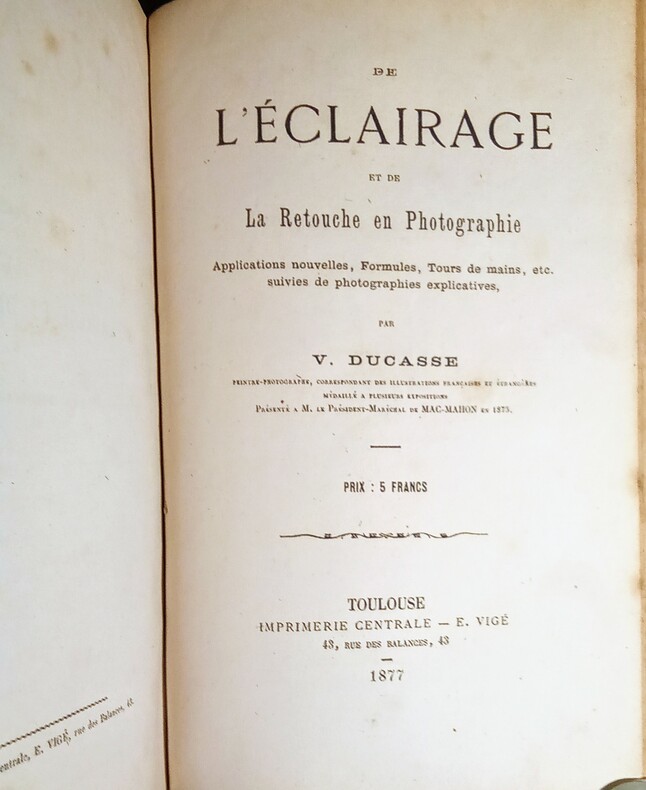 DE
L'ÉCLAIRAGE
ET DE
La Retouche en Photographie
Applications nouvelles, Formules, Tours de mains, etc.
suivies de photographies explicatives,
PAR
V. DUCASSE
PEINTRE-PHOTOGRAPHE, CORRESPONDANT DES ILLUSTRATIONS FRANÇAISES ET ÉTRANGÈRES
MÉDAILLÉ A PLUSIEURS EXPOSITIONS
PRÉSENTÉ A M. LE PRÉSIDENT-MARÉCHAL DE MAC-MAHON EN 1875.
PRIX : 5 FRANCS
TOULOUSE
IMPRIMERIE CENTRALE — E. VIGÉ
43, RUE DES BALANCES, 43
1877
entrale, E. VIGÉ, rue des Balances, 43.